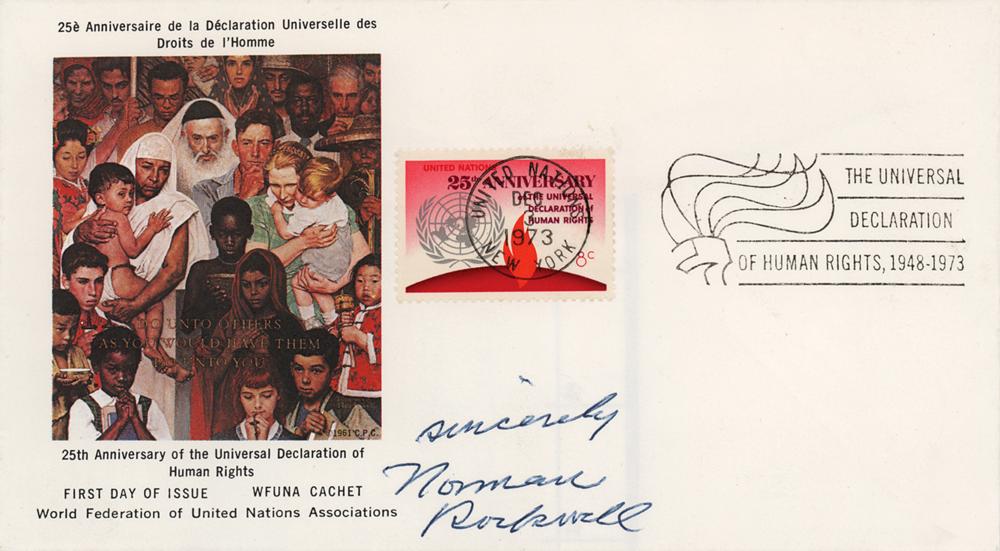 25è Anniversaire de la Déclaration Universelle des
Droits de l'Homme
DO UNTO OTHERS
AS YOU WOULD HAVE THEM
DO UNTO YOU
©1961 C.P.C.
25th Anniversary of the Universal Declaration of
Human Rights
FIRST DAY OF ISSUE WFUNA CACHET
World Federation of United Nations Associations
UNITED NATIONS
25th ANNIVERSARY
OF THE UNIVERSAL
DECLARATION of
HUMAN RIGHTS
8c
UNITED NATIONS
DEC
1973
NEW YORK
THE UNIVERSAL
DECLARATION
OF HUMAN RIGHTS, 1948-1973
sincerely
Norman
Rockwell